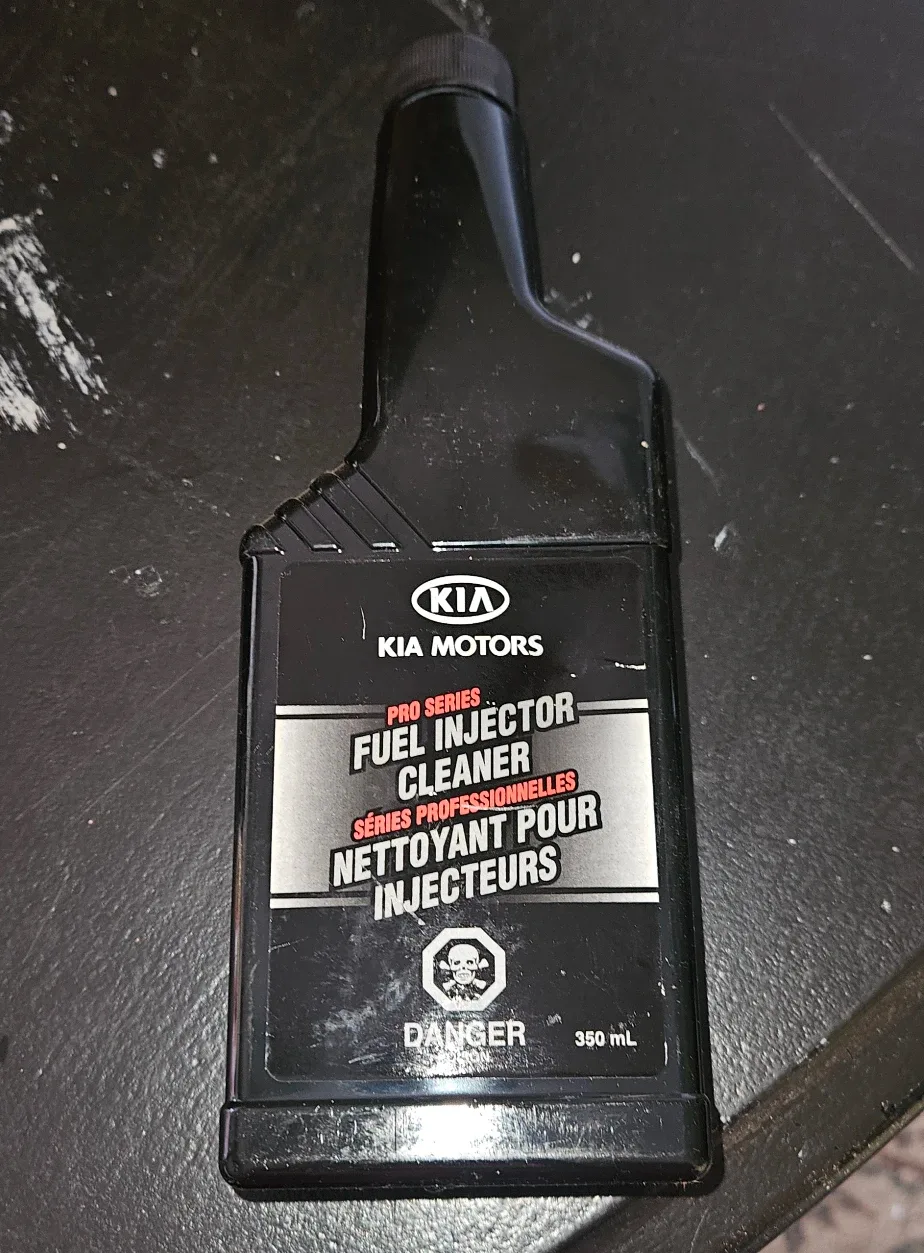 KIA
KIA MOTORS
PRO SERIES
FUEL INJECTOR
CLEANER
SÉRIES PROFESSIONNELLES
NETTOYANT POUR
INJECTEURS
DANGER
350 mL